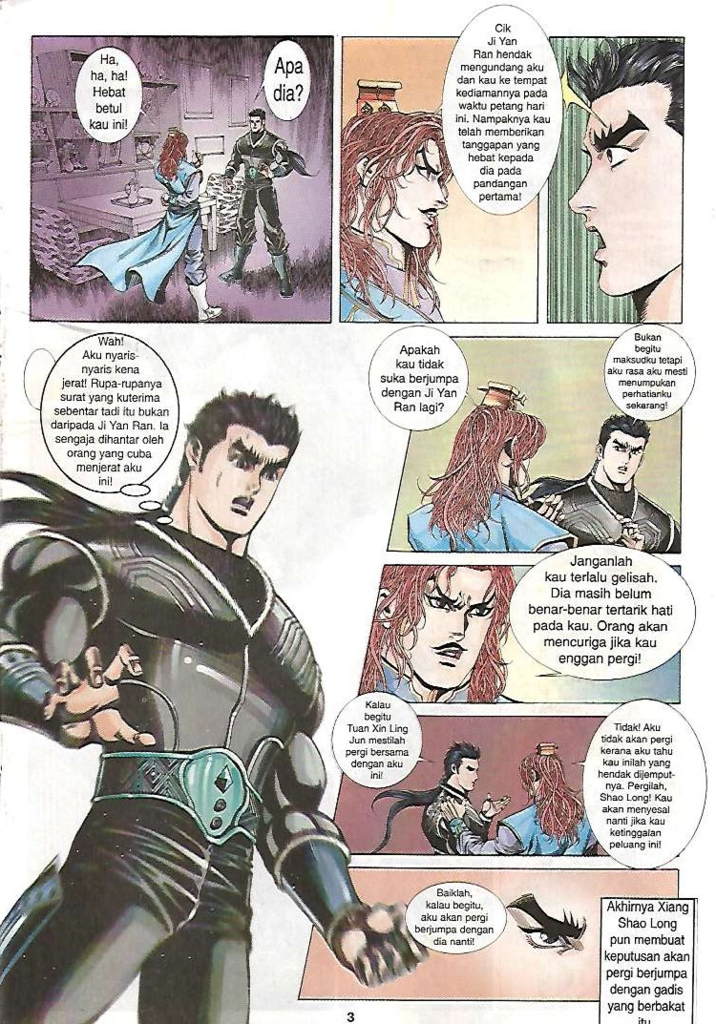 Ha,
ha, ha!
Hebat
betul
kau ini!
Apa
dia?
Cik
Ji Yan
Ran hendak
mengundang aku
dan kau ke tempat
kediamannya pada
waktu petang hari
ini. Nampaknya kau
telah memberikan
tanggapan yang
hebat kepada
dia pada
pandangan
pertama!
Wah!
Aku nyaris-
nyaris kena
jerat! Rupa-rupanya
surat yang kuterima
sebentar tadi itu bukan
daripada Ji Yan Ran. Ia
sengaja dihantar oleh
orang yang cuba
menjerat aku
ini!
Apakah
kau tidak
suka berjumpa
dengan Ji Yan
Ran lagi?
Bukan
begitu
maksudku tetapi
aku rasa aku mesti
menumpukan
perhatianku
sekarang!
Janganlah
kau terlalu gelisah.
Dia masih belum
benar-benar tertarik hati
pada kau. Orang akan
mencuriga jika kau
enggan pergi!
Kalau
begitu
Tuan Xin Ling
Jun mestilah
pergi bersama
dengan aku
ini!
Tidak! Aku
tidak akan pergi
kerana aku tahu
kau inilah yang
hendak dijemput-
nya. Pergilah,
Shao Long! Kau
akan menyesal
nanti jika kau
ketinggalan
peluang ini!
Baiklah,
kalau begitu,
aku akan pergi
berjumpa dengan
dia nanti!
Akhirnya Xiang
Shao Long
pun membuat
keputusan akan
pergi berjumpa
dengan gadis
yang berbakat
itu
3